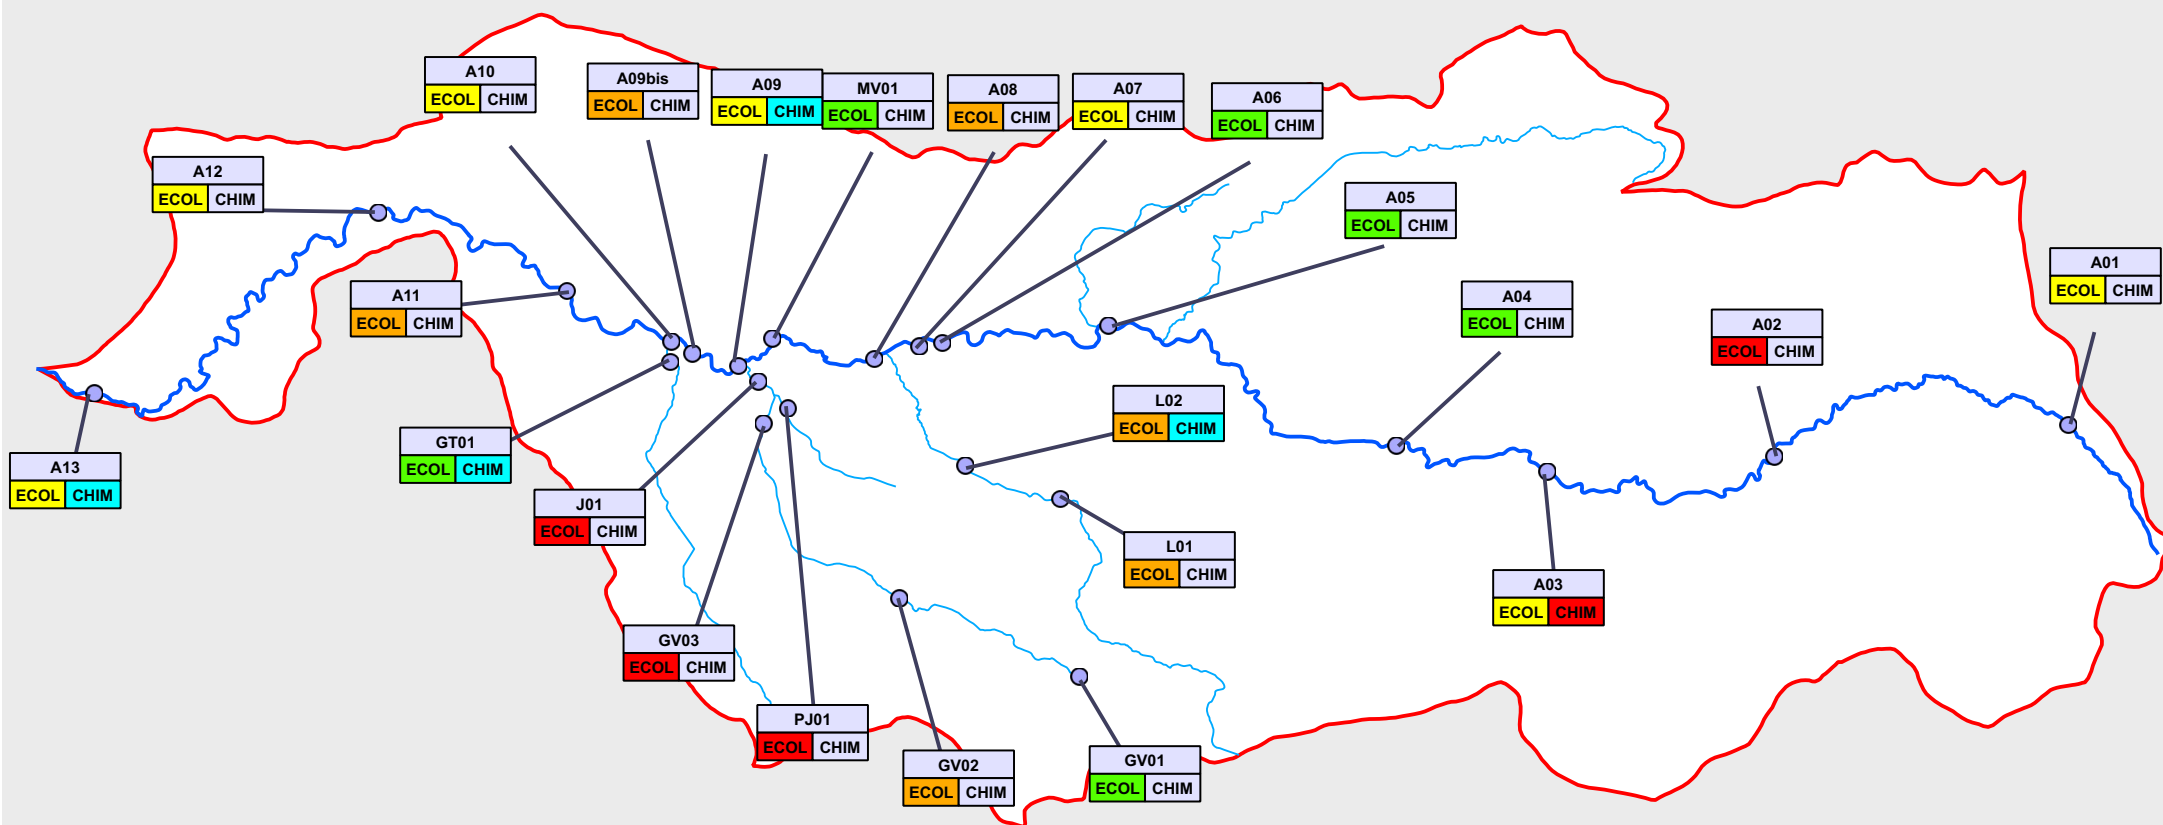 A10
ECOL CHIM
A09bis
ECOL CHIM
A09
ECOL CHIM
MV01
ECOL CHIM
A08
ECOL CHIM
A07
ECOL CHIM
A06
ECOL CHIM
A12
ECOL CHIM
A05
ECOL CHIM
A01
ECOL CHIM
A11
ECOL CHIM
A04
ECOL CHIM
A02
ECOL CHIM
L02
ECOL CHIM
GT01
ECOL CHIM
A13
ECOL CHIM
J01
ECOL CHIM
L01
ECOL CHIM
A03
ECOL CHIM
GV03
ECOL CHIM
PJ01
ECOL CHIM
GV02
ECOL CHIM
GV01
ECOL CHIM